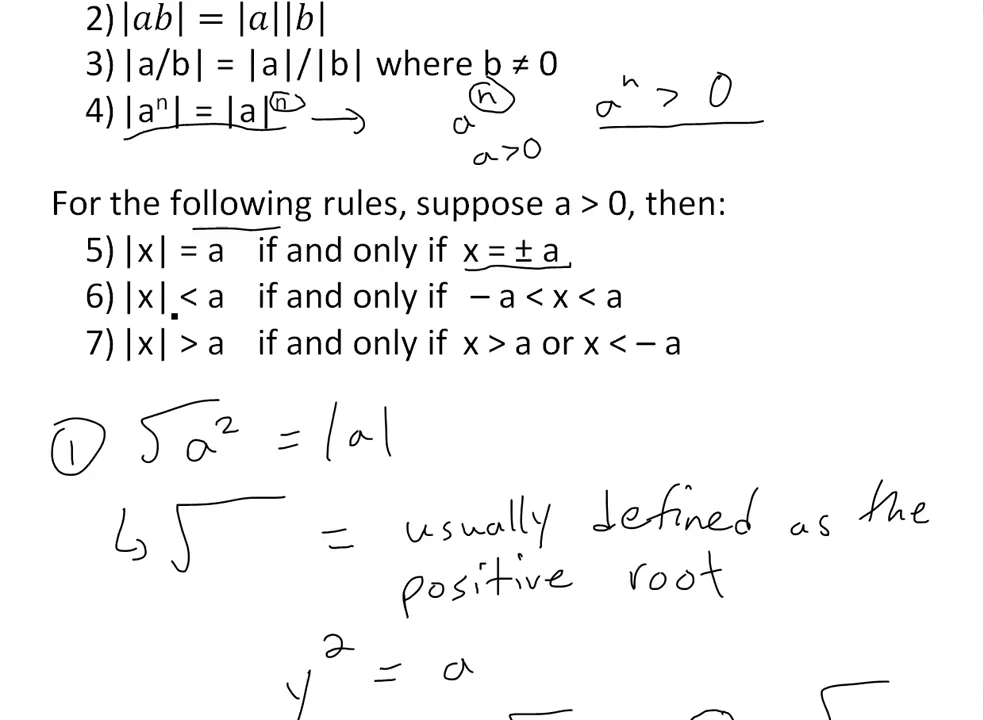 2) |ab| = |a||b|
3) |a/b| = |a|/|b| where b ≠ 0
4) |aⁿ| = |a|ⁿ → aⁿ aⁿ > 0
a>0
For the following rules, suppose a > 0, then:
5) |x| = a if and only if x = ± a
6) |x| < a if and only if – a < x < a
7) |x| > a if and only if x > a or x < – a
① √a² = |a|
↳ √ = usually defined as the
positive root
y² = a